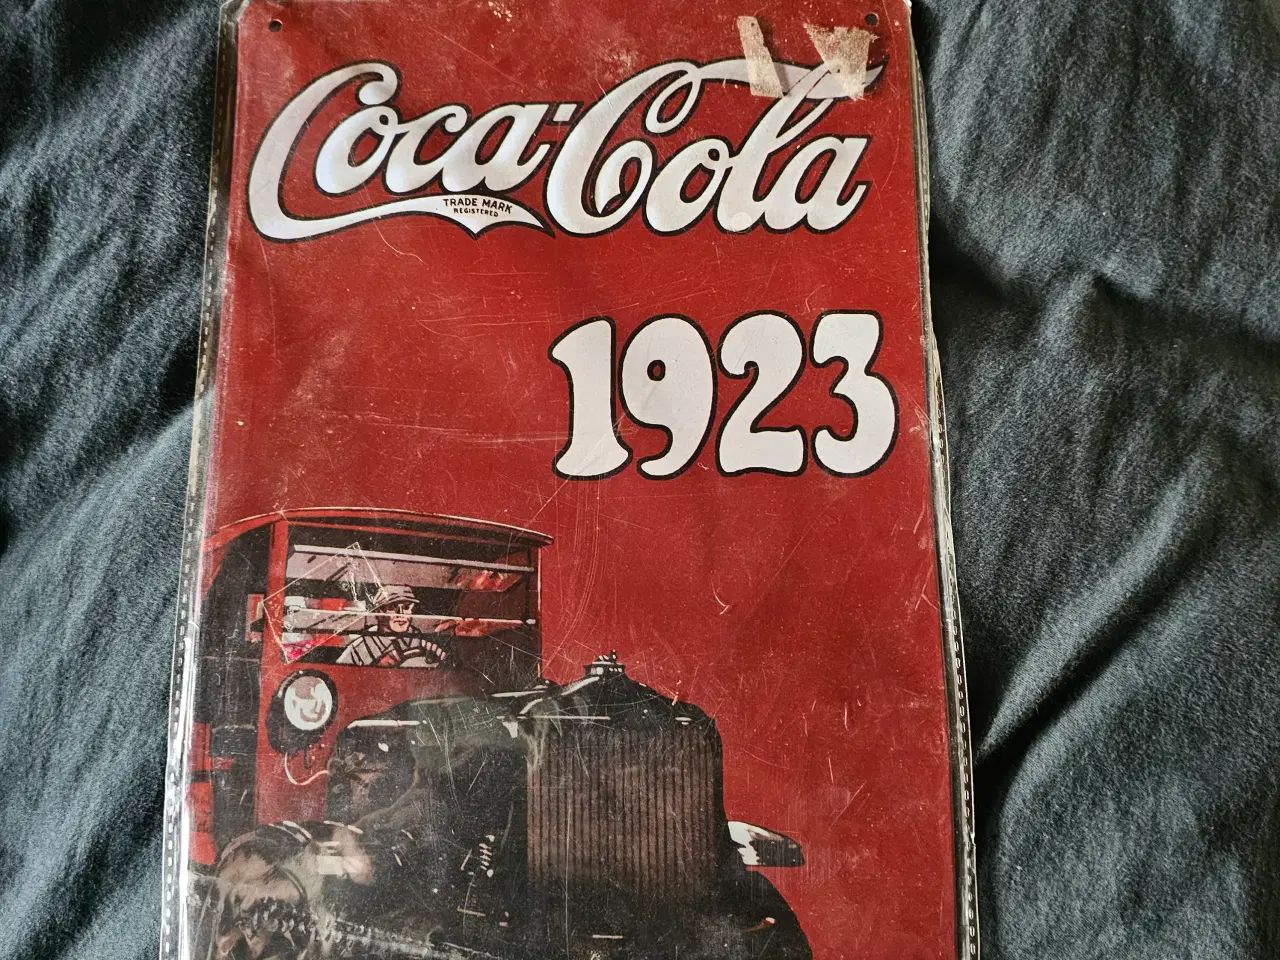 Coca-Cola
TRADE MARK
REGISTERED
1923